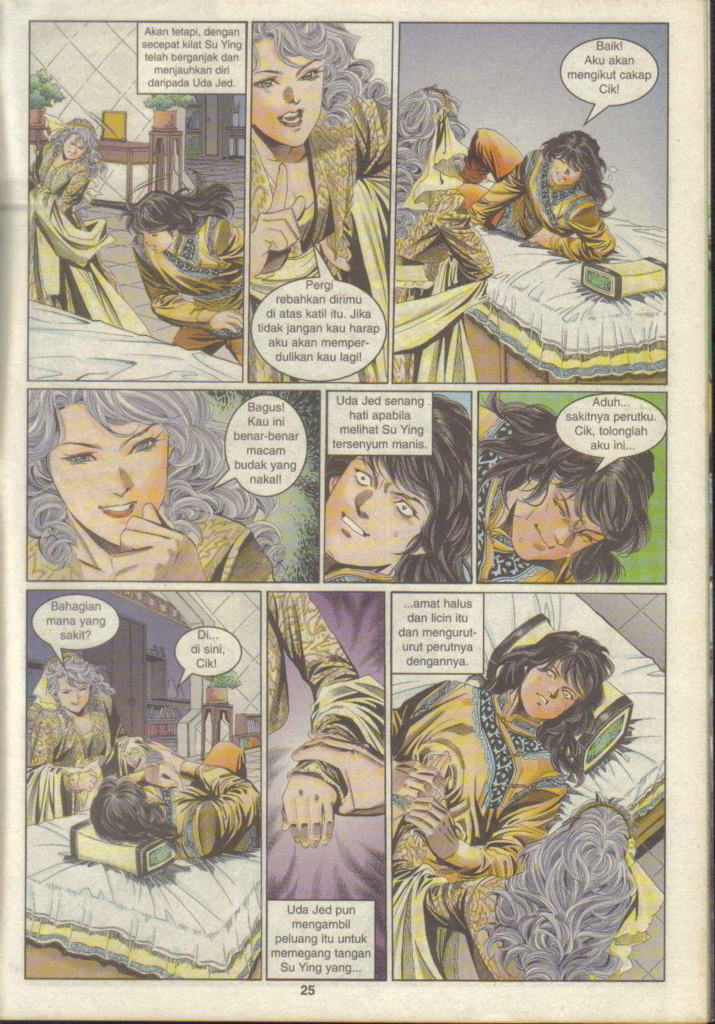 Akan tetapi, dengan
secepat kilat Su Ying
telah berganjak dan
menjauhkan diri
daripada Uda Jed.
Pergi
rebahkan dirimu
di atas katil itu. Jika
tidak jangan kau harap
aku akan memper-
dulikan kau lagi!
Baik!
Aku akan
mengikut cakap
Cik!
Bagus!
Kau ini
benar-benar
macam
budak yang
nakal!
Uda Jed senang
hati apabila
melihat Su Ying
tersenyum manis.
Aduh...
sakitnya perutku.
Cik, tolonglah
aku ini...
Bahagian
mana yang
sakit?
Di...
di sini,
Cik!
Uda Jed pun
mengambil
peluang itu untuk
memegang tangan
Su Ying yang...
...amat halus
dan licin itu
dan mengurut-
urut perutnya
dengannya.
25